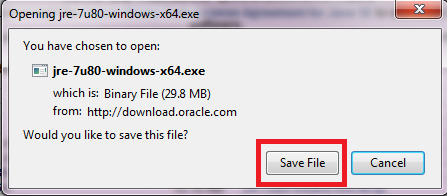 Opening jre-7u80-windows-x64.exe
You have chosen to open:
jre-7u80-windows-x64.exe
which is: Binary File (29.8 MB)
from: http://download.oracle.com
Would you like to save this file?
Save File
Cancel